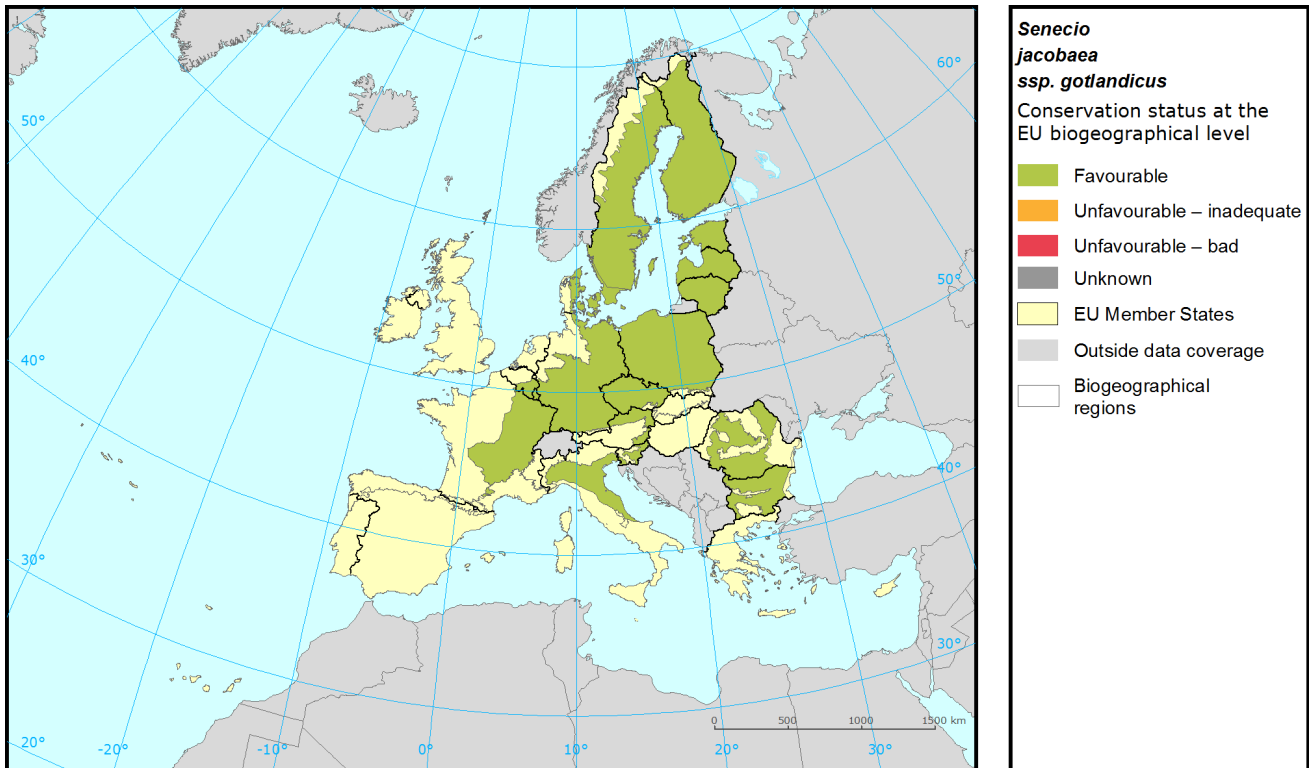 Senecio
jacobaea
ssp. gotlandicus
Conservation status at the
EU biogeographical level
Favourable
Unfavourable – inadequate
Unfavourable – bad
Unknown
EU Member States
Outside data coverage
Biogeographical
regions
60°
50°
50°
40°
40°
30°
30°
0 500 1000 1500 km
20° -20° -10° 0° 10° 20° 30°